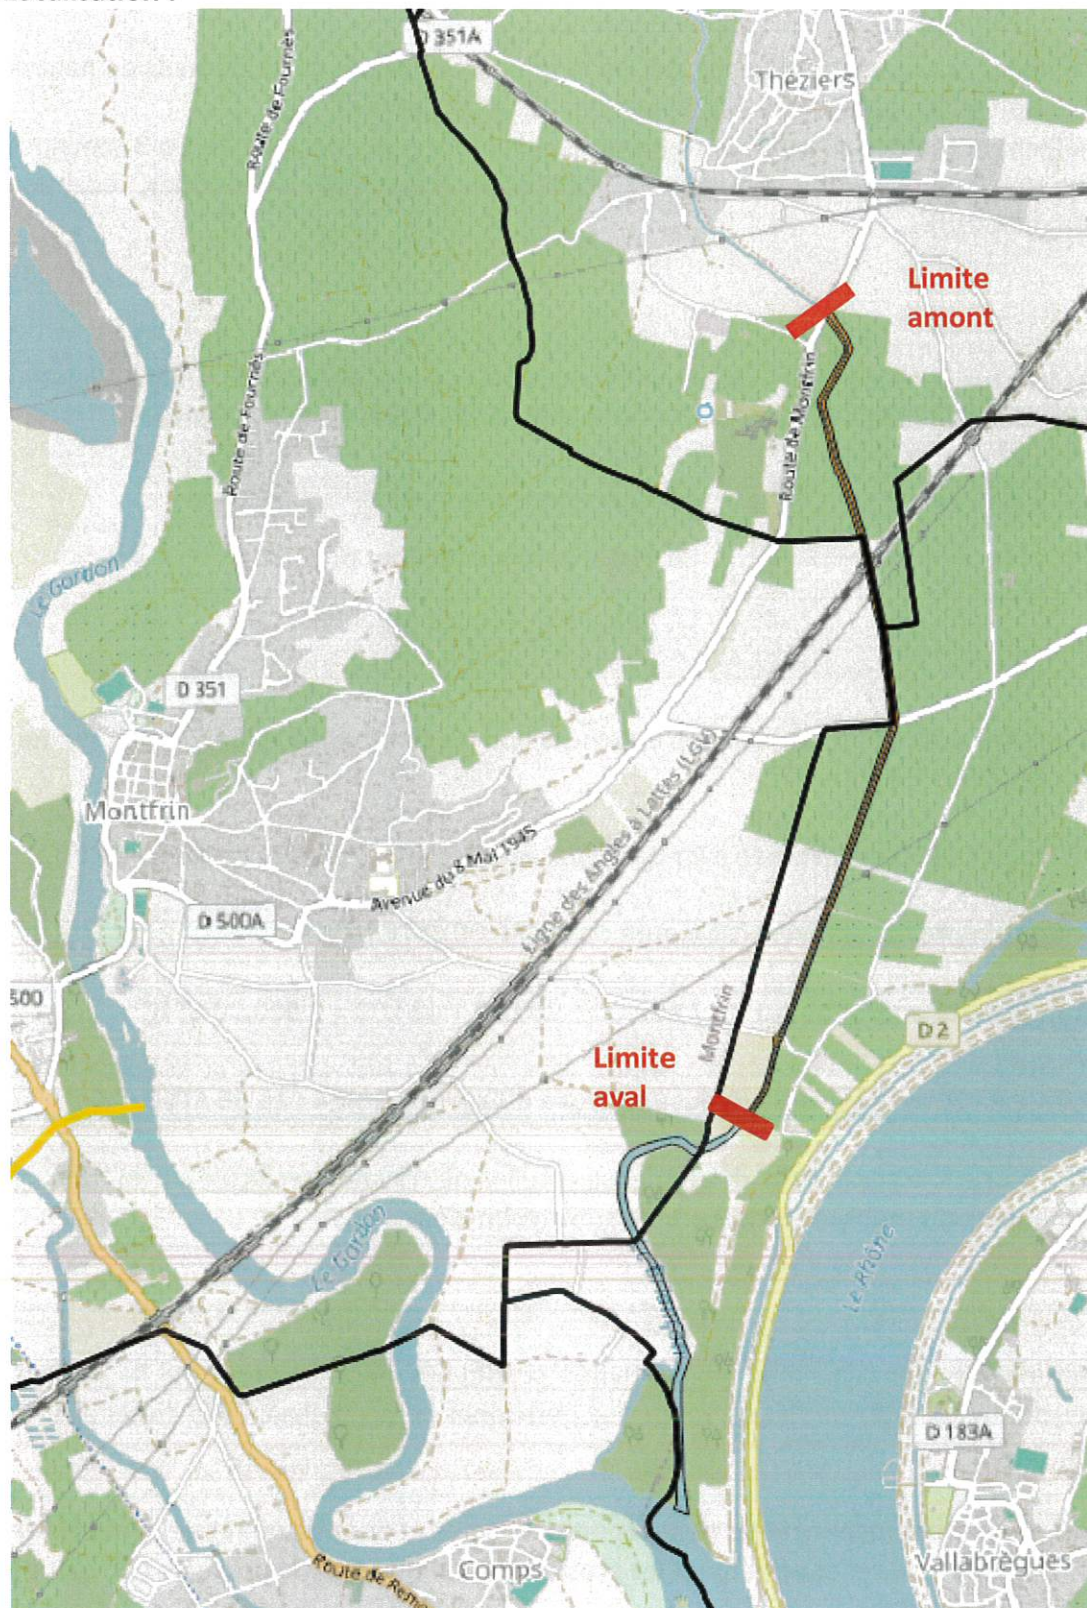 D 351A
Théziers
Route de Fournès
Limite
amont
Route de Montfrin
Route de Fournès
Le Gardon
D 351
Montfrin
Ligne des Angles à Lattes (LGV)
Avenue du 8 Mai 1945
D 500A
500
Montfrin
D 2
Limite
aval
Le Gardon
Le Rhône
D 183A
Route de Remo
Comps
Vallabrègues